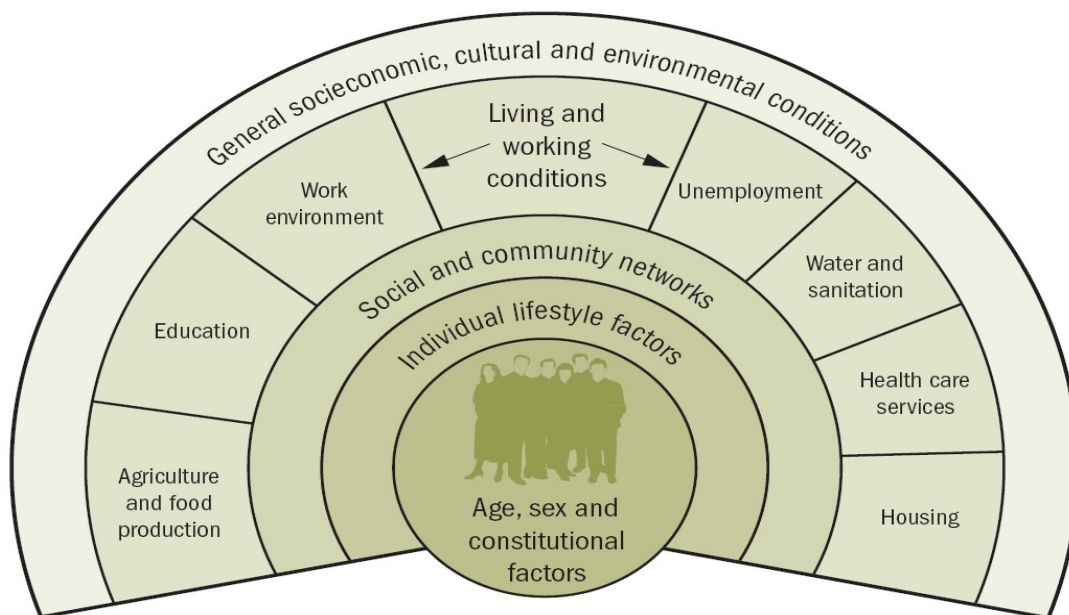 General socieconomic, cultural and environmental conditions
Living and
working
conditions
Work
environment
Unemployment
Education
Water and
sanitation
Agriculture
and food
production
Health care
services
Housing
Social and community networks
Individual lifestyle factors
Age, sex and
constitutional
factors